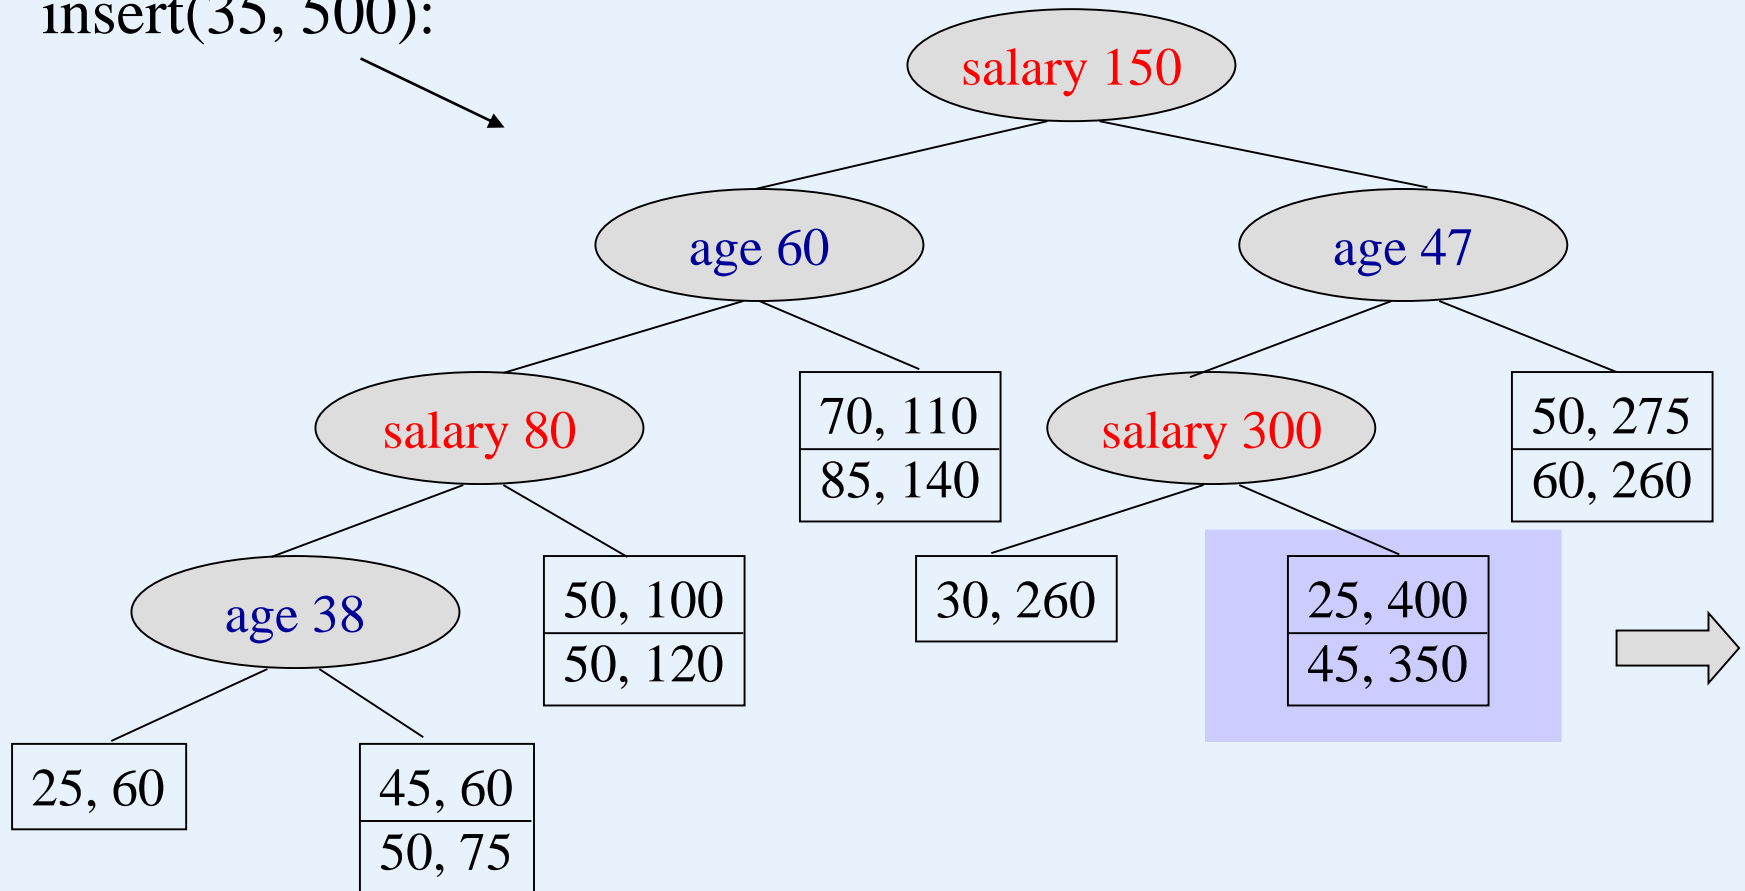 insert(35, 500):
salary 150
age 60
age 47
salary 80
70, 110
85, 140
salary 300
50, 275
60, 260
age 38
50, 100
50, 120
30, 260
25, 400
45, 350
25, 60
45, 60
50, 75